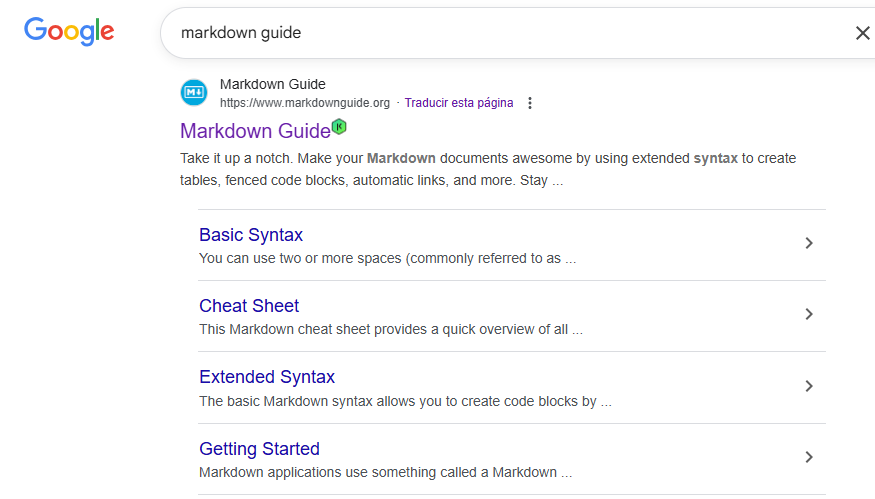 Google
markdown guide
Markdown Guide
https://www.markdownguide.org · Traducir esta página
Markdown Guide
Take it up a notch. Make your Markdown documents awesome by using extended syntax to create
tables, fenced code blocks, automatic links, and more. Stay ...
Basic Syntax
You can use two or more spaces (commonly referred to as ...
Cheat Sheet
This Markdown cheat sheet provides a quick overview of all ...
Extended Syntax
The basic Markdown syntax allows you to create code blocks by ...
Getting Started
Markdown applications use something called a Markdown ...